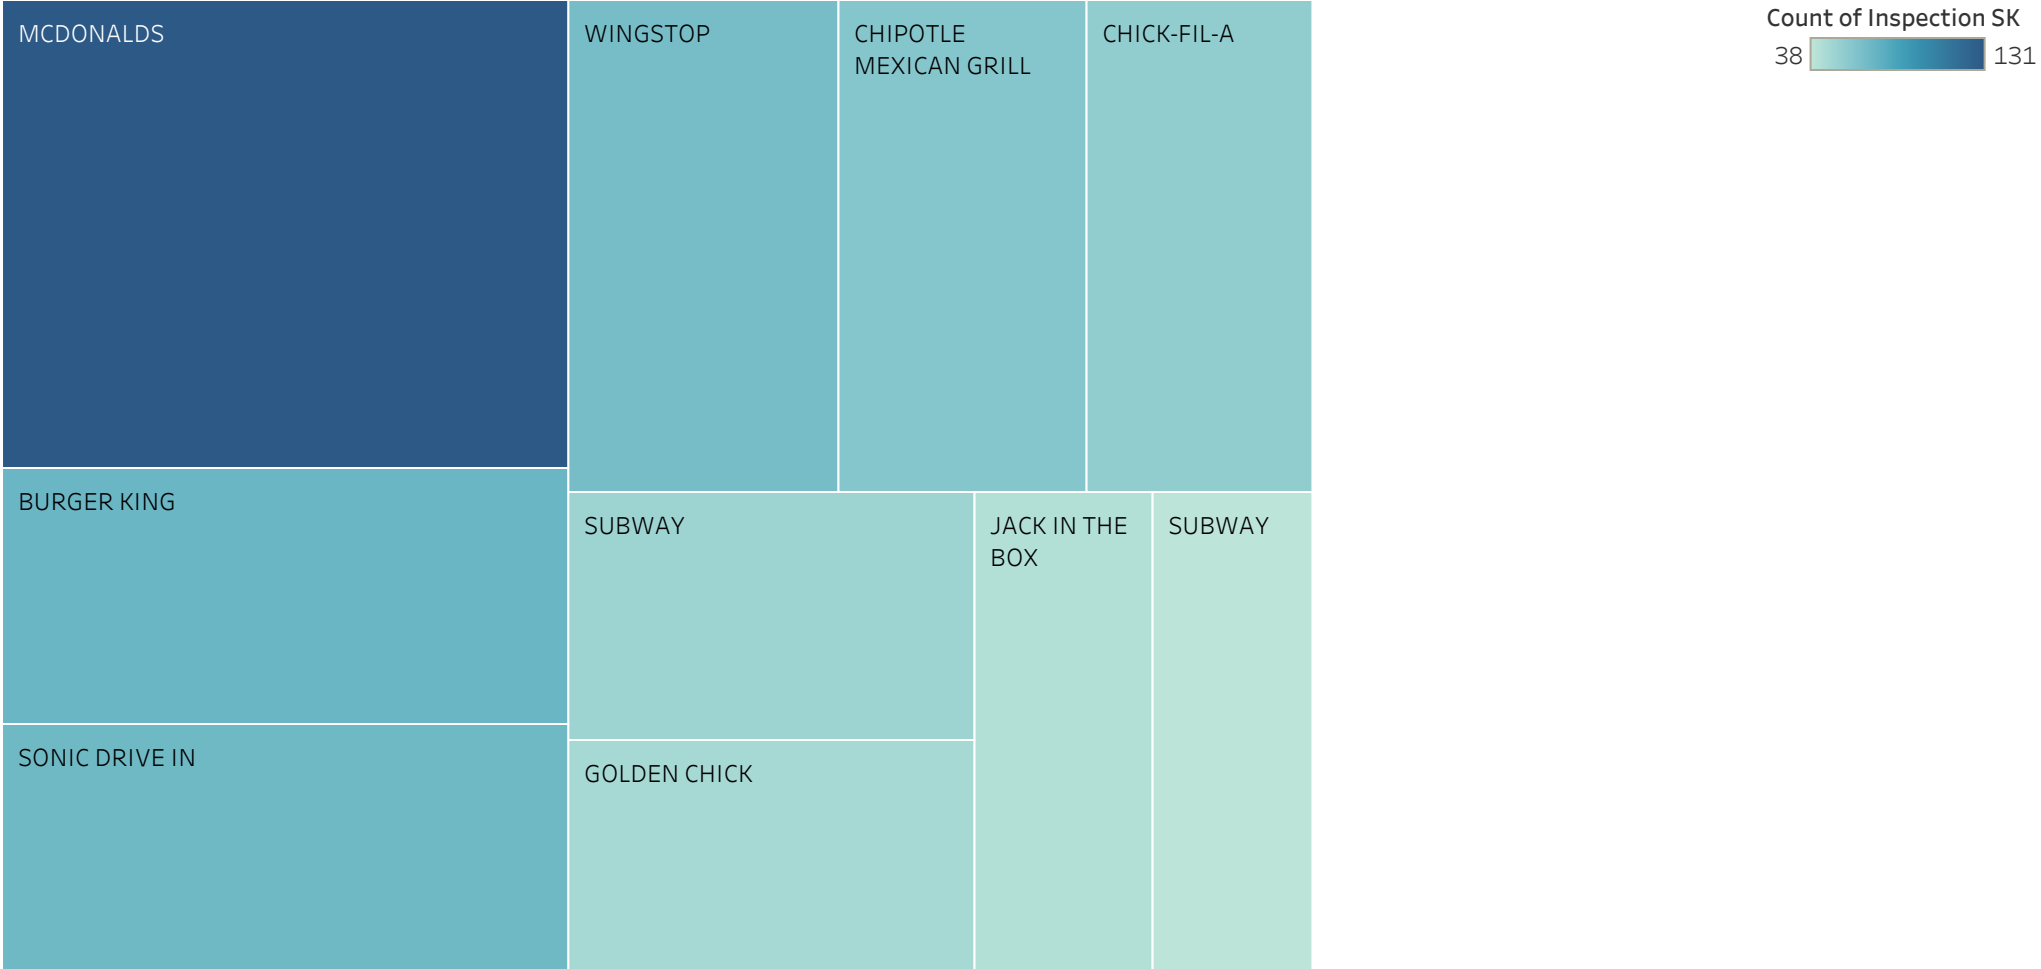 MCDONALDS
WINGSTOP
CHIPOTLE
MEXICAN GRILL
CHICK-FIL-A
Count of Inspection SK
38
131
BURGER KING
SUBWAY
JACK IN THE
BOX
SUBWAY
SONIC DRIVE IN
GOLDEN CHICK